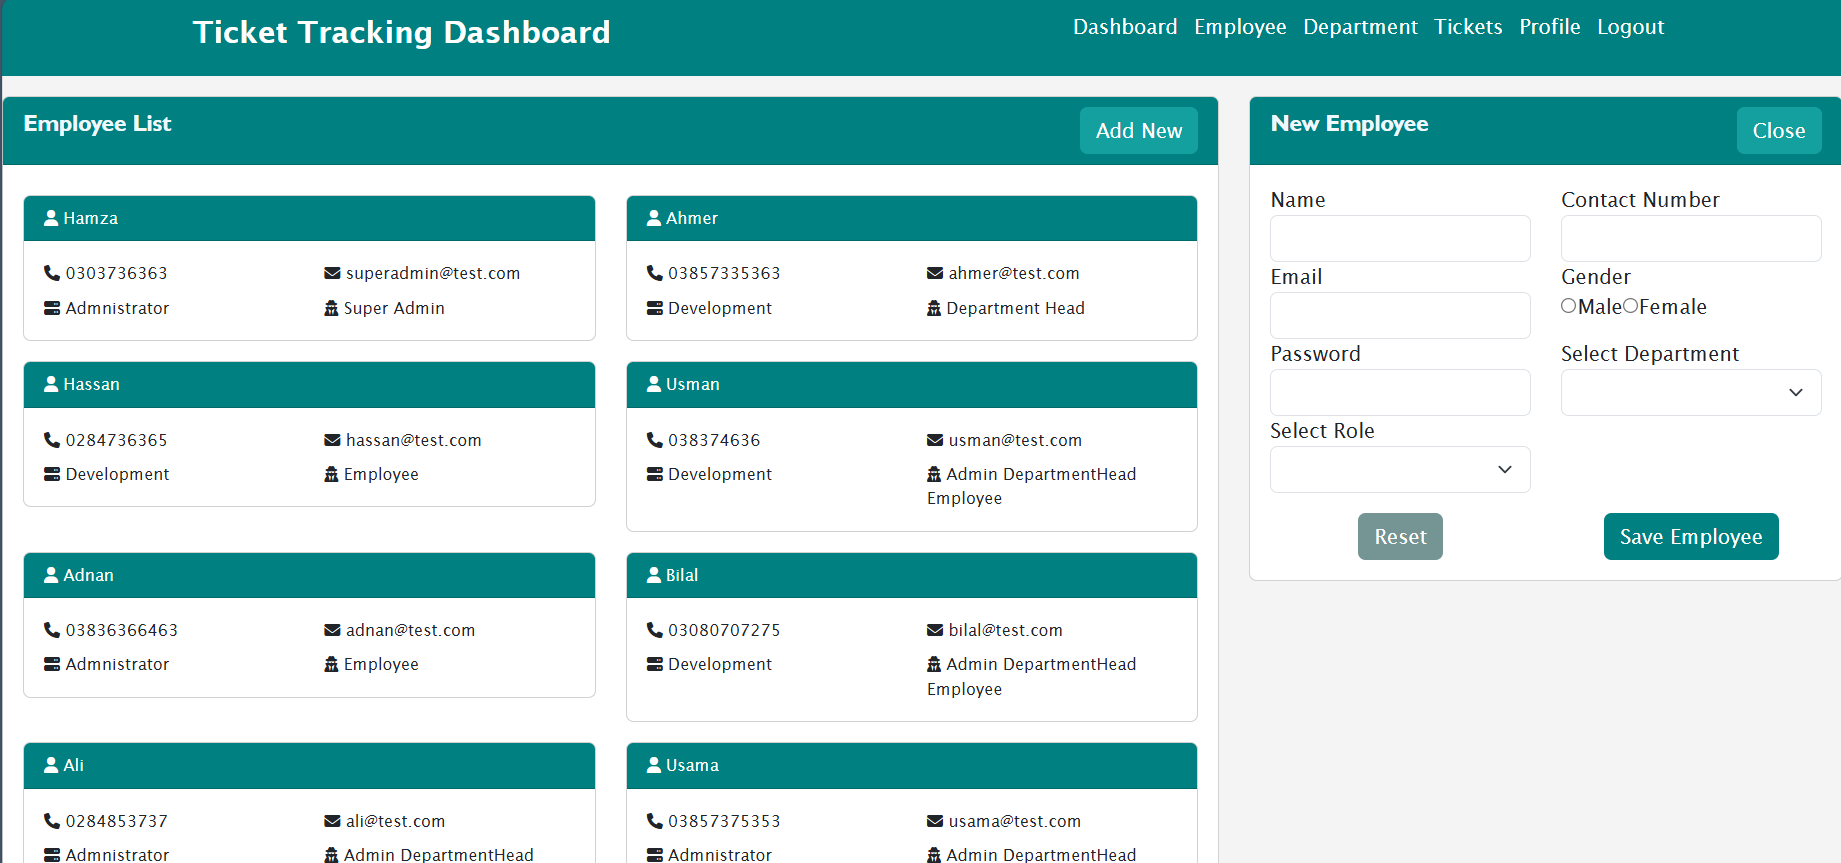 Ticket Tracking Dashboard
Dashboard Employee Department Tickets Profile Logout
Employee List
Add New
Hamza
0303736363
superadmin@test.com
Admnistrator
Super Admin
Ahmer
03857335363
ahmer@test.com
Development
Department Head
Hassan
0284736365
hassan@test.com
Development
Employee
Usman
038374636
usman@test.com
Development
Admin DepartmentHead
Employee
Adnan
03836366463
adnan@test.com
Admnistrator
Employee
Bilal
03080707275
bilal@test.com
Development
Admin DepartmentHead
Employee
Ali
0284853737
ali@test.com
Admnistrator
Admin DepartmentHead
Usama
03857375353
usama@test.com
Admnistrator
Admin DepartmentHead
New Employee
Close
Name
Contact Number
Email
Gender
Male Female
Password
Select Department
Select Role
Reset
Save Employee